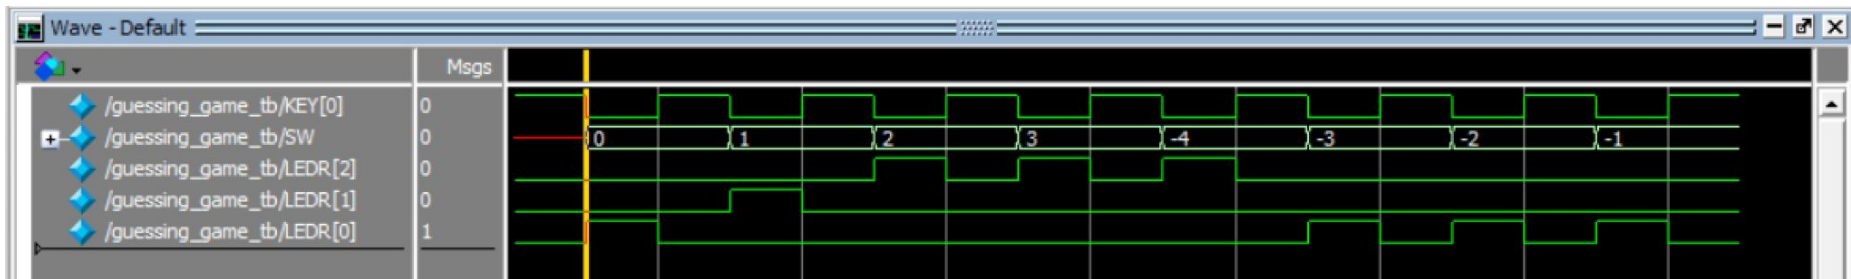 Wave - Default
Msgs
/guessing_game_tb/KEY[0] 0
/guessing_game_tb/SW 0 0 1 2 3 -4 -3 -2 -1
/guessing_game_tb/LEDR[2] 0
/guessing_game_tb/LEDR[1] 0
/guessing_game_tb/LEDR[0] 1